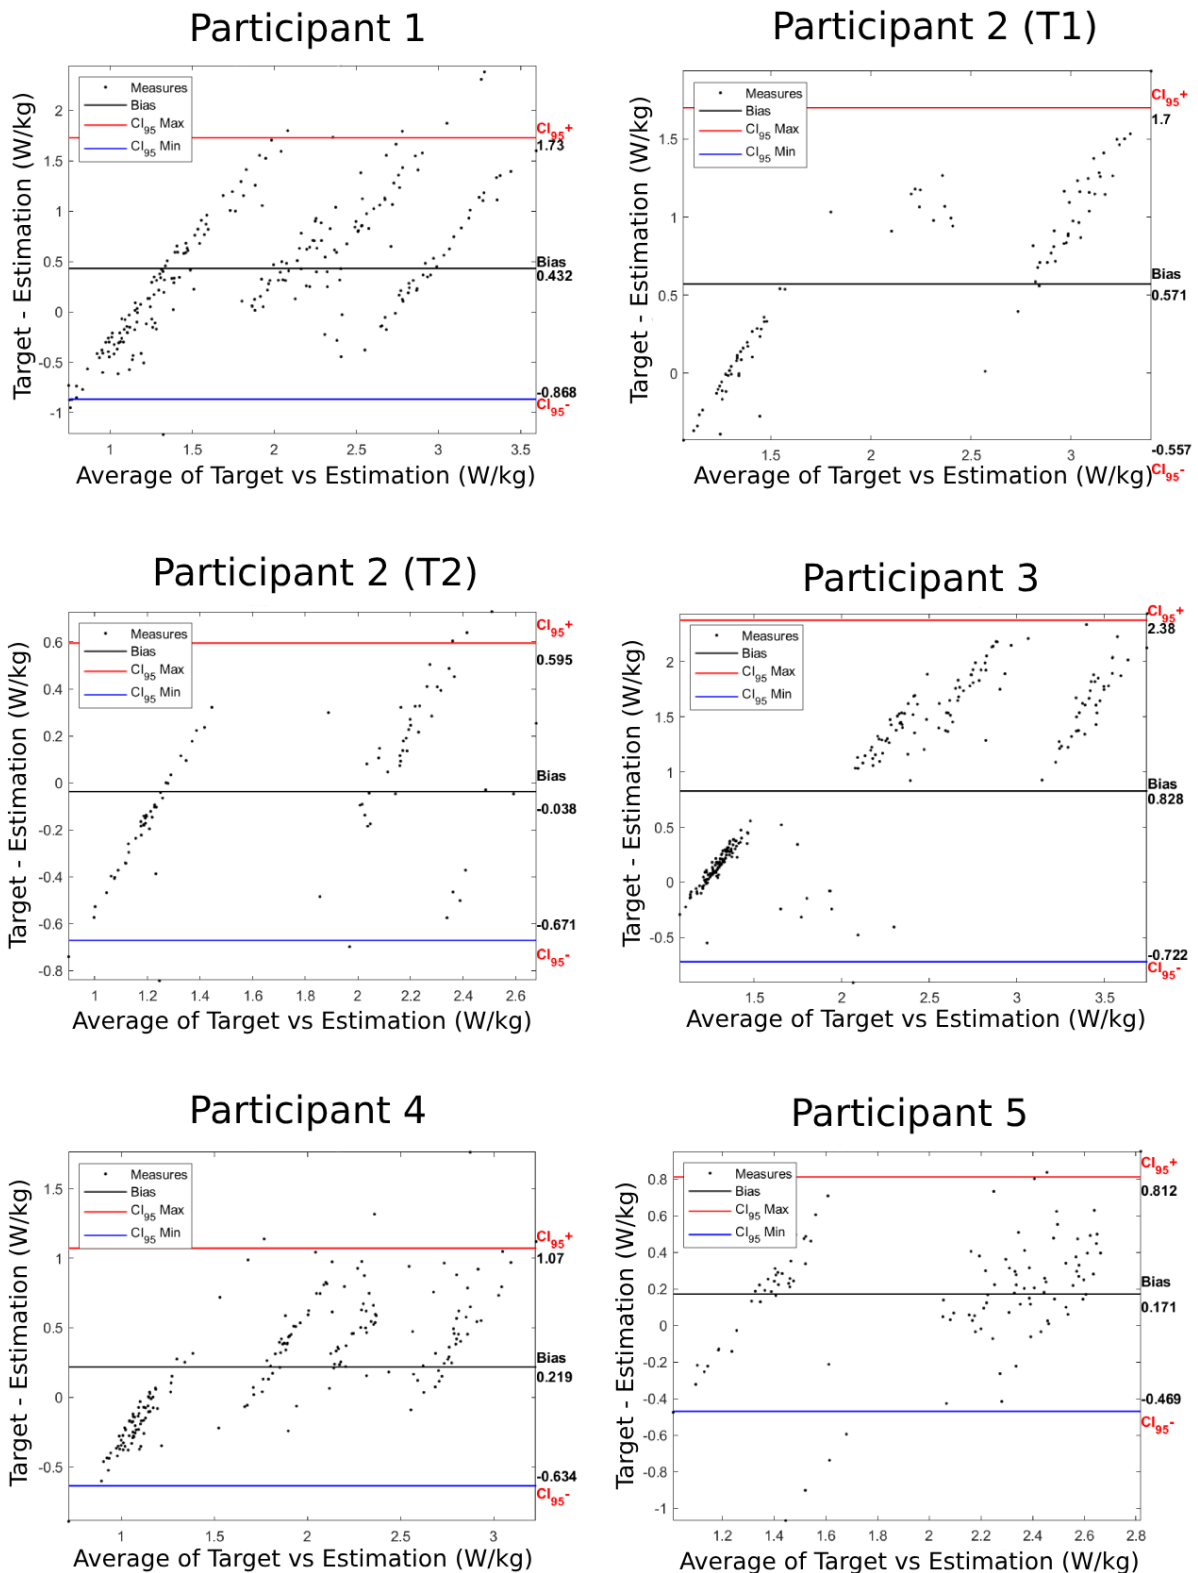 Participant 1
Target - Estimation (W/kg)
2
1.5
1
0.5
0
-0.5
-1
Measures
Bias
CI95 Max
CI95 Min
CI95+
1.73
Bias
0.432
-0.868
CI95-
1
1.5
2
2.5
3
3.5
Average of Target vs Estimation (W/kg)
Participant 2 (T1)
Target - Estimation (W/kg)
1.5
1
0.5
0
Measures
Bias
CI95 Max
CI95 Min
CI95+
1.7
Bias
0.571
-0.557
CI95-
1.5
2
2.5
3
Average of Target vs Estimation (W/kg)
Participant 2 (T2)
Target - Estimation (W/kg)
0.6
0.4
0.2
0
-0.2
-0.4
-0.6
-0.8
Measures
Bias
CI95 Max
CI95 Min
CI95+
0.595
Bias
-0.038
-0.671
CI95-
1
1.2
1.4
1.6
1.8
2
2.2
2.4
2.6
Average of Target vs Estimation (W/kg)
Participant 3
Target - Estimation (W/kg)
2
1.5
1
0.5
0
-0.5
Measures
Bias
CI95 Max
CI95 Min
CI95+
2.38
Bias
0.828
-0.722
CI95-
1.5
2
2.5
3
3.5
Average of Target vs Estimation (W/kg)
Participant 4
Target - Estimation (W/kg)
1.5
1
0.5
0
-0.5
Measures
Bias
CI95 Max
CI95 Min
CI95+
1.07
Bias
0.219
-0.634
CI95-
1
1.5
2
2.5
3
Average of Target vs Estimation (W/kg)
Participant 5
Target - Estimation (W/kg)
0.8
0.6
0.4
0.2
0
-0.2
-0.4
-0.6
-0.8
-1
Measures
Bias
CI95 Max
CI95 Min
CI95+
0.812
Bias
0.171
-0.469
CI95-
1.2
1.4
1.6
1.8
2
2.2
2.4
2.6
2.8
Average of Target vs Estimation (W/kg)